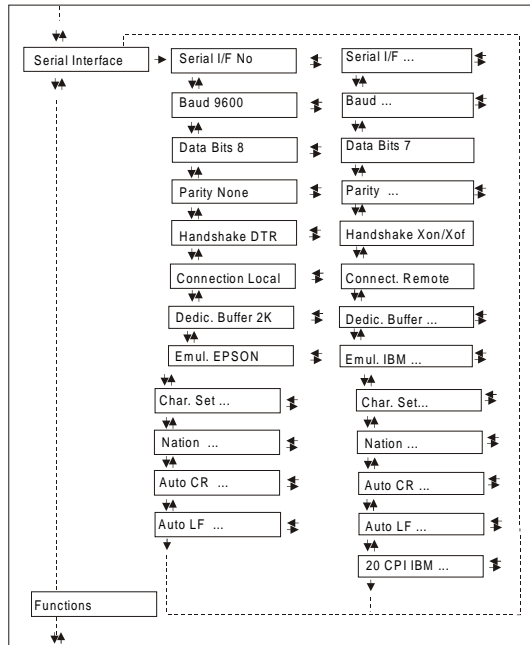 Serial Interface
Serial I/F No
Serial I/F ...
Baud 9600
Baud ...
Data Bits 8
Data Bits 7
Parity None
Parity ...
Handshake DTR
Handshake Xon/Xof
Connection Local
Connect. Remote
Dedic. Buffer 2K
Dedic. Buffer ...
Emul. EPSON
Emul. IBM ...
Char. Set ...
Char. Set...
Nation ...
Nation ...
Auto CR ...
Auto CR ...
Auto LF ...
Auto LF ...
20 CPI IBM ...
Functions